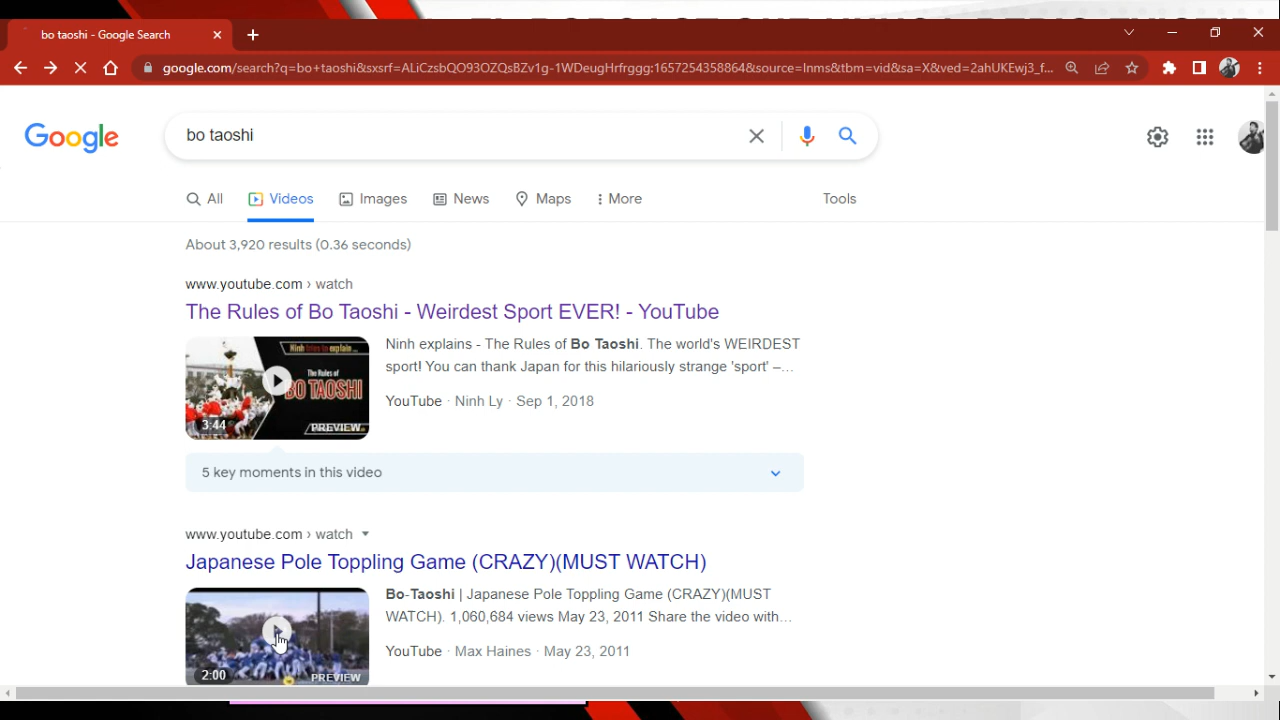 bo taoshi - Google Search
google.com/search?q=bo+taoshi&sxsrf=ALiCzsbQO93OZQsBZv1g-1WDeugHrfrggg:1657254358864&source=lnms&tbm=vid&sa=X&ved=2ahUKEwj3_f...
Google
bo taoshi
All Videos Images News Maps More Tools
About 3,920 results (0.36 seconds)
www.youtube.com › watch
The Rules of Bo Taoshi - Weirdest Sport EVER! - YouTube
Ninh explains - The Rules of Bo Taoshi. The world's WEIRDEST
sport! You can thank Japan for this hilariously strange 'sport' –...
YouTube · Ninh Ly · Sep 1, 2018
Ninh tries to explain...
The Rules of
BO TAOSHI
3:44 PREVIEW
5 key moments in this video
www.youtube.com › watch
Japanese Pole Toppling Game (CRAZY)(MUST WATCH)
Bo-Taoshi | Japanese Pole Toppling Game (CRAZY)(MUST
WATCH). 1,060,684 views May 23, 2011 Share the video with...
YouTube · Max Haines · May 23, 2011
2:00 PREVIEW